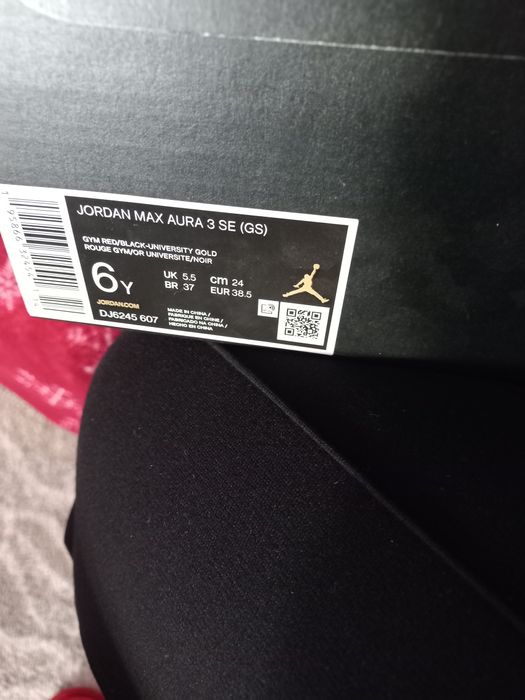 JORDAN MAX AURA 3 SE (GS)
GYM RED/BLACK-UNIVERSITY GOLD
ROUGE GYM/OR UNIVERSITE/NOIR
6Y
UK 5.5 cm 24
BR 37 EUR 38.5
JORDAN.COM
DJ6245 607
MADE IN CHINA /
FABRIQUE EN CHINE /
FABRICADO NA CHINA /
HECHO EN CHINA